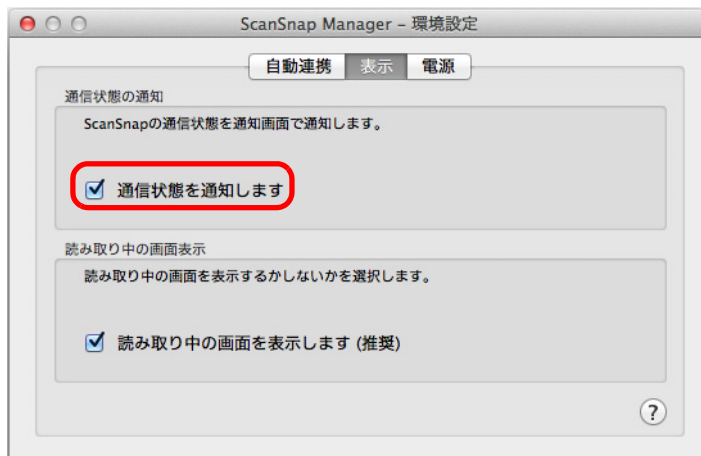 ScanSnap Manager – 環境設定
自動連携 表示 電源
通信状態の通知
ScanSnapの通信状態を通知画面で通知します。
通信状態を通知します
読み取り中の画面表示
読み取り中の画面を表示するかしないかを選択します。
読み取り中の画面を表示します (推奨)
?